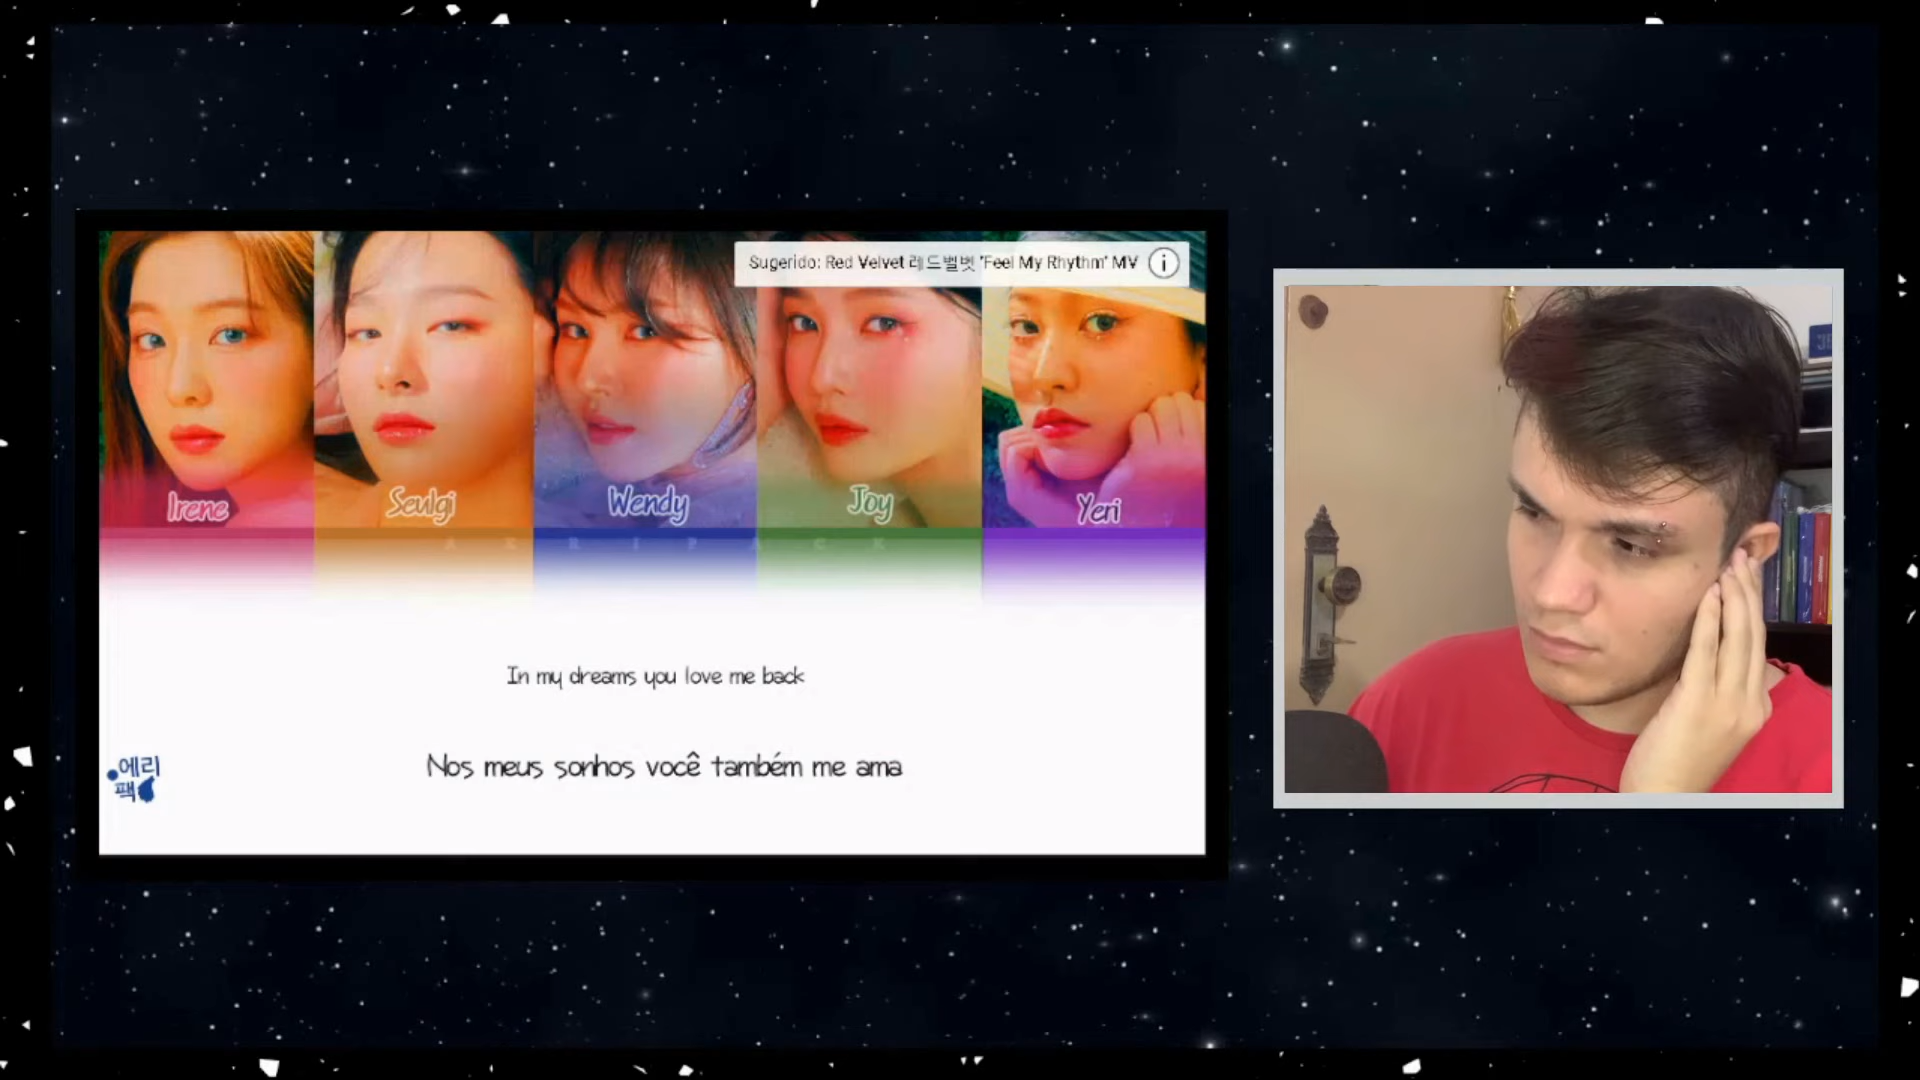 Sugerido: Red Velvet 레드벨벳 'Feel My Rhythm' MV
Irene
Seulgi
Wendy
Joy
Yeri
A E R I P A C K
In my dreams you love me back
Nos meus sonhos você também me ama
에리
팩